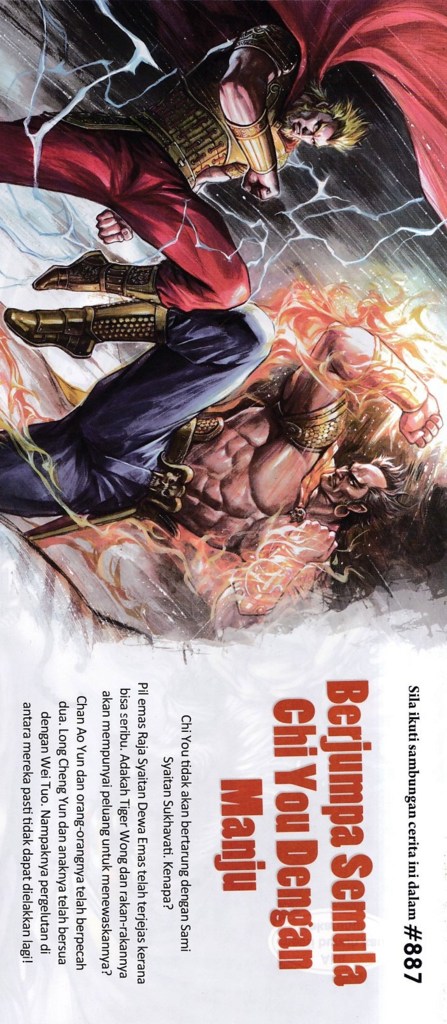 Sila ikuti sambungan cerita ini dalam #887
Berjumpa Semula
Chi You Dengan
Manju
Chi You tidak akan bertarung dengan Sami
Syaitan Sukhavati. Kenapa?
Pil emas Raja Syaitan Dewa Emas telah terjejas kerana
bisa seribu. Adakah Tiger Wong dan rakan-rakannya
akan mempunyai peluang untuk menewaskannya?
Chan Ao Yun dan orang-orangnya telah berpecah
dua. Long Cheng Yun dan anaknya telah bersua
dengan Wei Tuo. Nampaknya pergelutan di
antara mereka pasti tidak dapat dielakkan lagi!